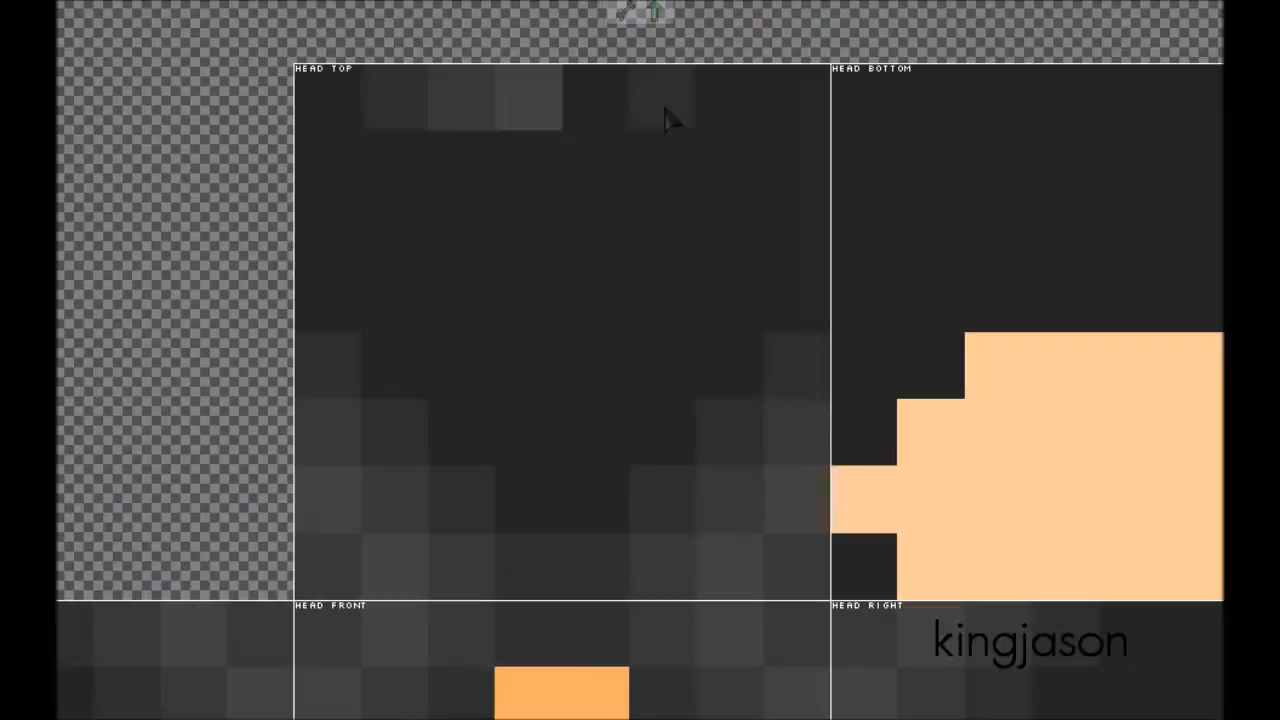 HEAD TOP
HEAD BOTTOM
HEAD FRONT
HEAD RIGHT
kingjason